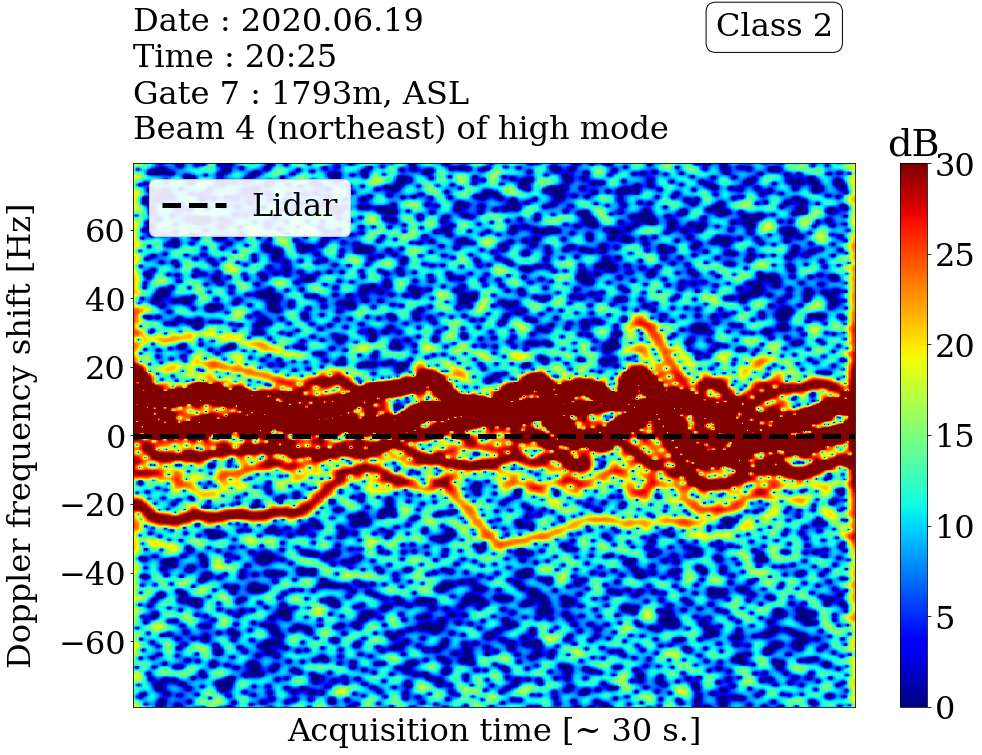 Date : 2020.06.19
Time : 20:25
Gate 7 : 1793m, ASL
Beam 4 (northeast) of high mode
Class 2
dB
Lidar
Doppler frequency shift [Hz]
60
40
20
0
−20
−40
−60
30
25
20
15
10
5
0
Acquisition time [~ 30 s.]